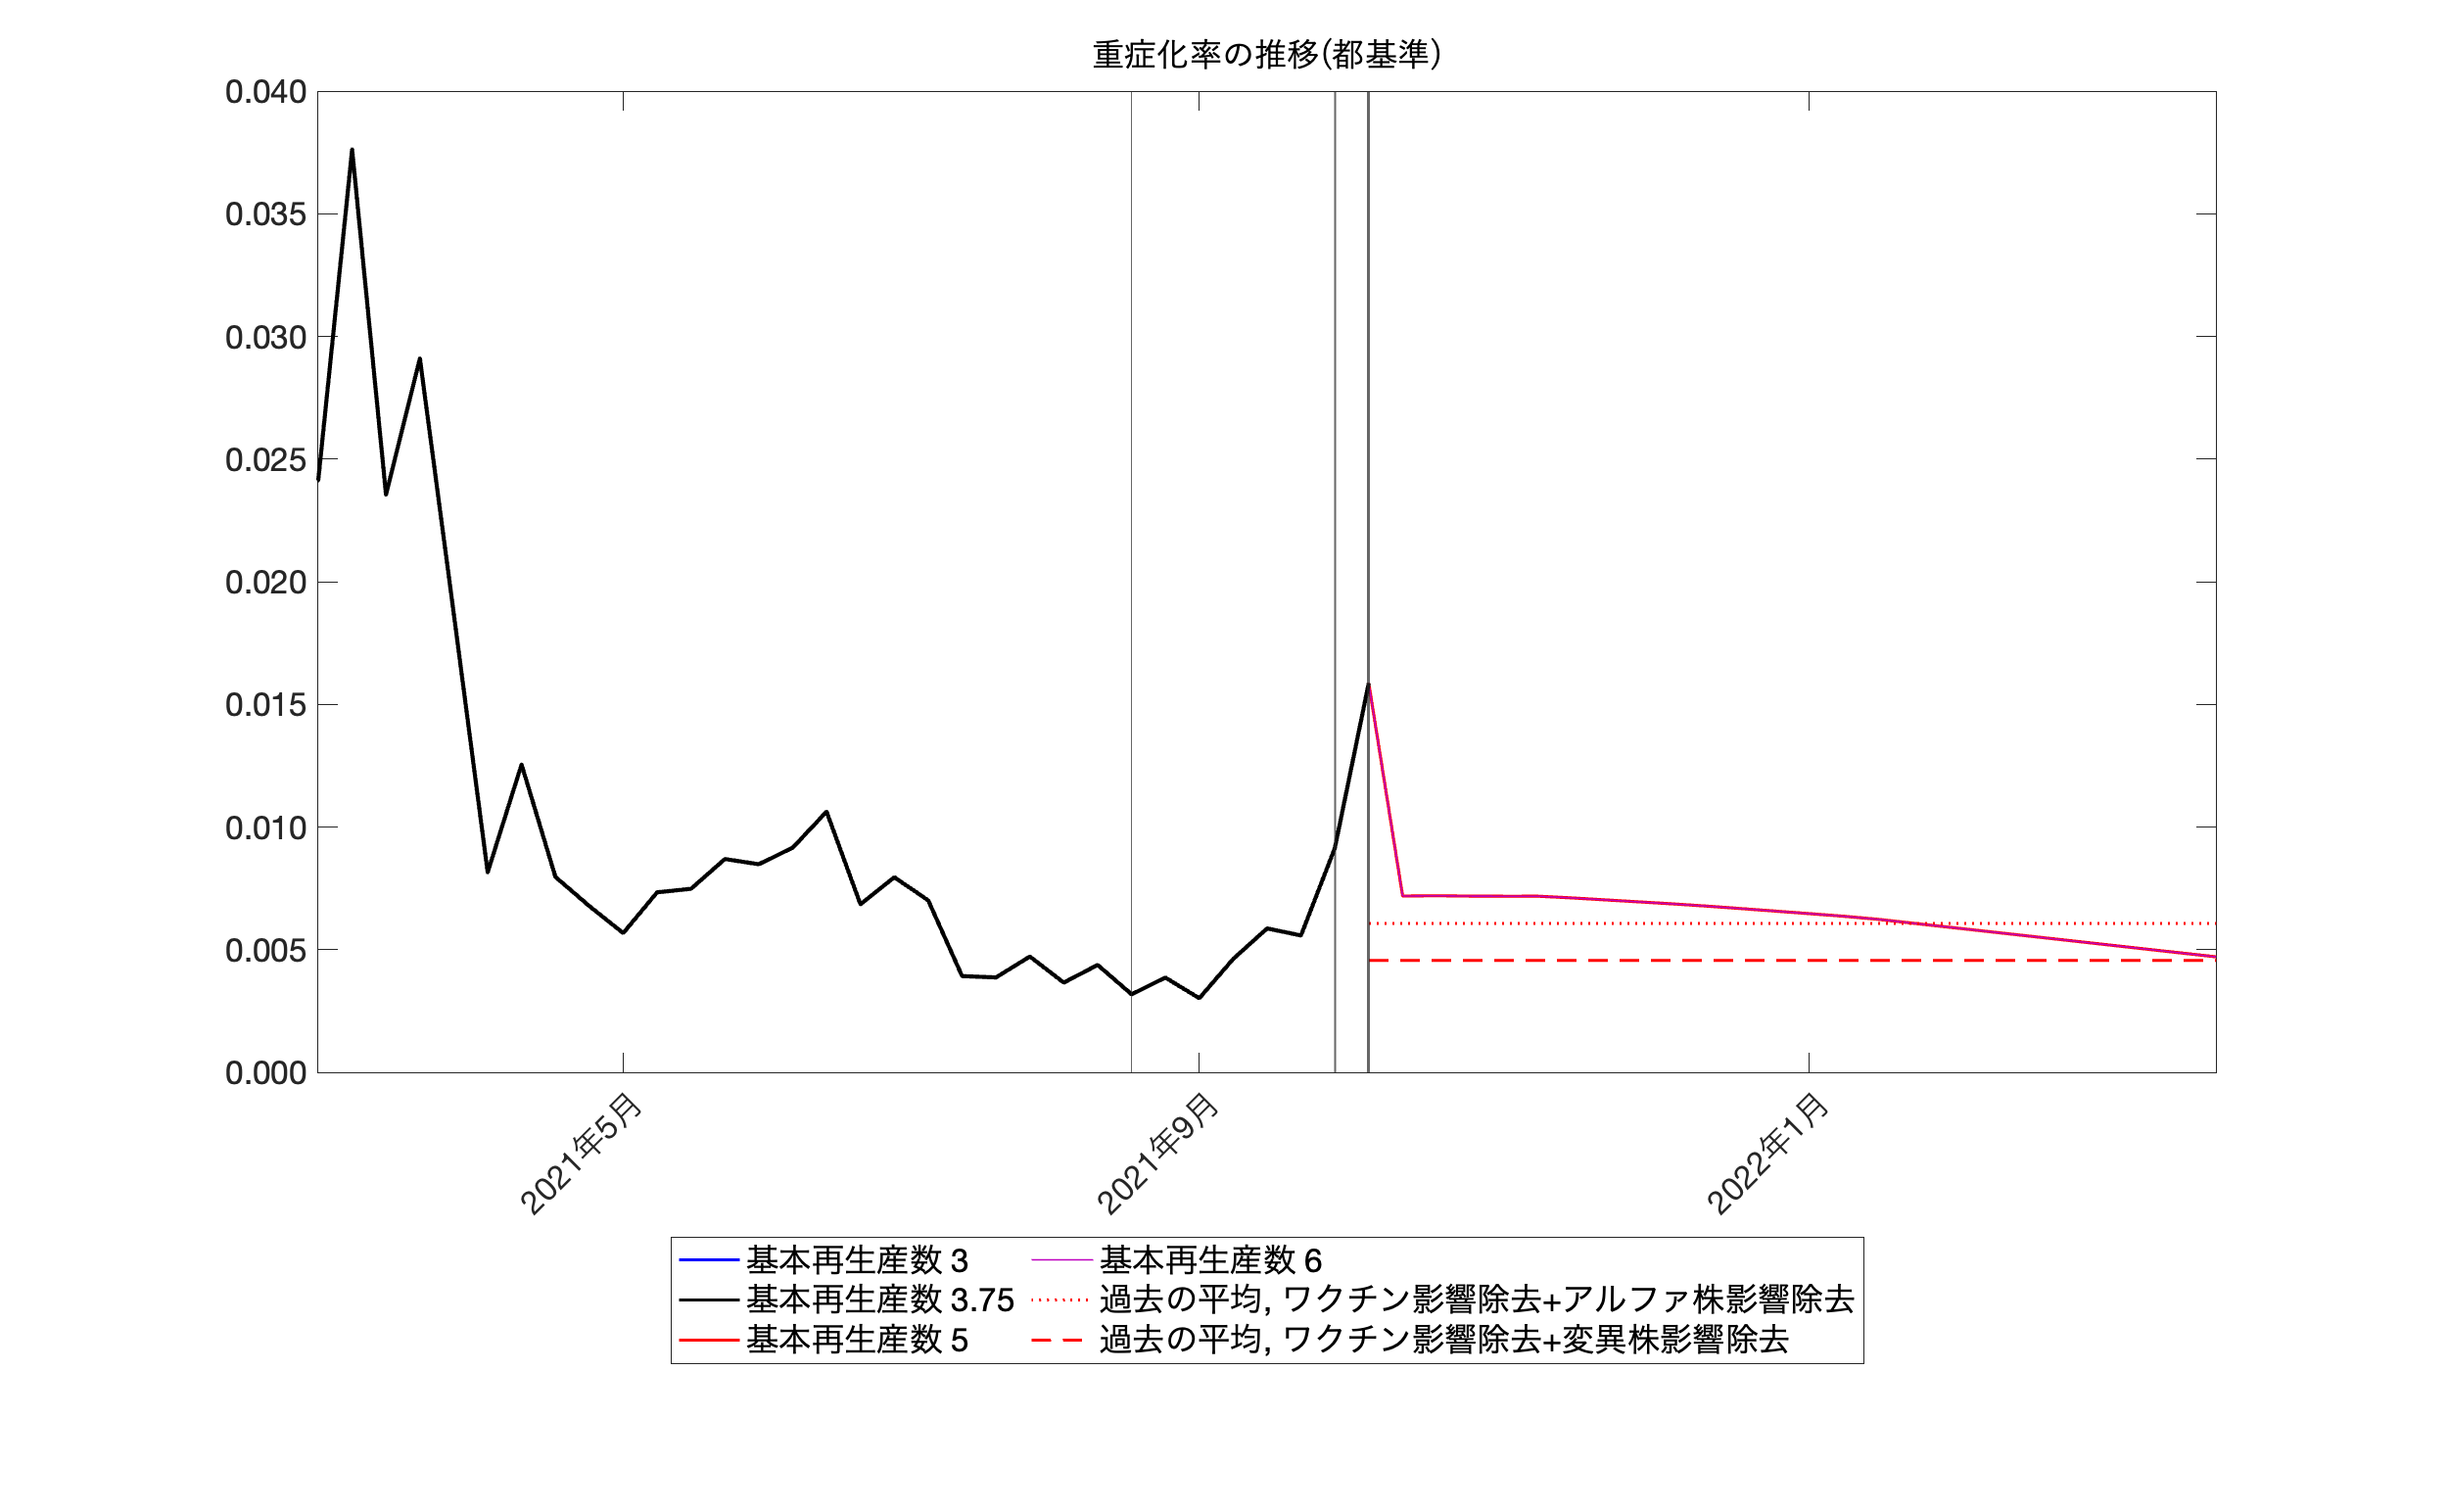 重症化率の推移(都基準)
0.040
0.035
0.030
0.025
0.020
0.015
0.010
0.005
0.000
2021年5月
2021年9月
2022年1月
基本再生産数 3
基本再生産数 3.75
基本再生産数 5
基本再生産数 6
過去の平均, ワクチン影響除去+アルファ株影響除去
過去の平均, ワクチン影響除去+変異株影響除去